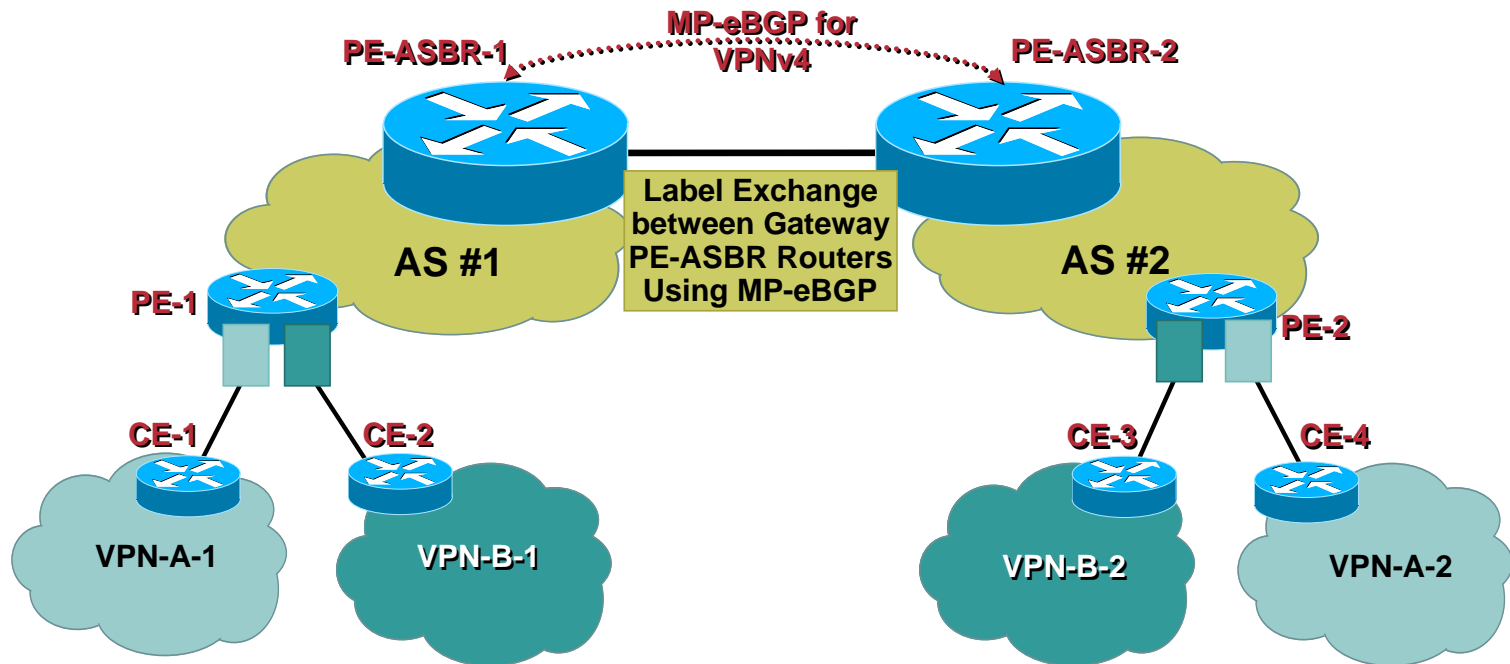 MP-eBGP for
VPNv4
PE-ASBR-1
PE-ASBR-2
Label Exchange
between Gateway
PE-ASBR Routers
Using MP-eBGP
AS #1
AS #2
PE-1
PE-2
CE-1
CE-2
CE-3
CE-4
VPN-A-1
VPN-B-1
VPN-B-2
VPN-A-2